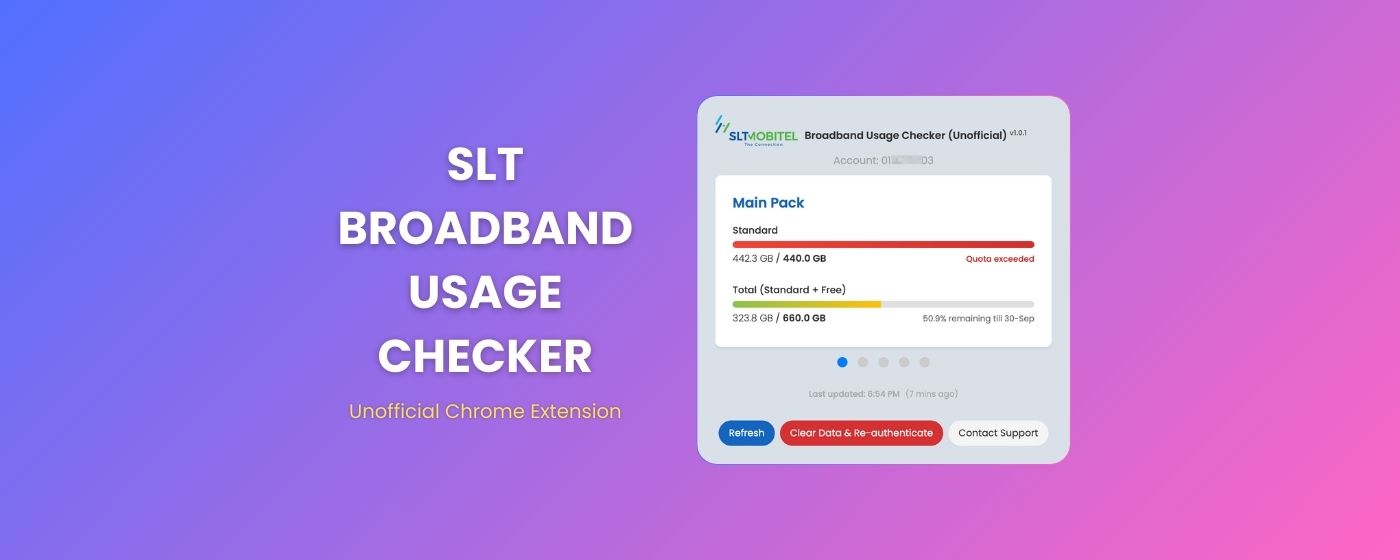 SLT
BROADBAND
USAGE
CHECKER
Unofficial Chrome Extension
SLTMOBITEL
The Connection
Broadband Usage Checker (Unofficial) v1.0.1
Account: 01 03
Main Pack
Standard
442.3 GB / 440.0 GB
Quota exceeded
Total (Standard + Free)
323.8 GB / 660.0 GB
50.9% remaining till 30-Sep
Last updated: 6:54 PM (7 mins ago)
Refresh
Clear Data & Re-authenticate
Contact Support